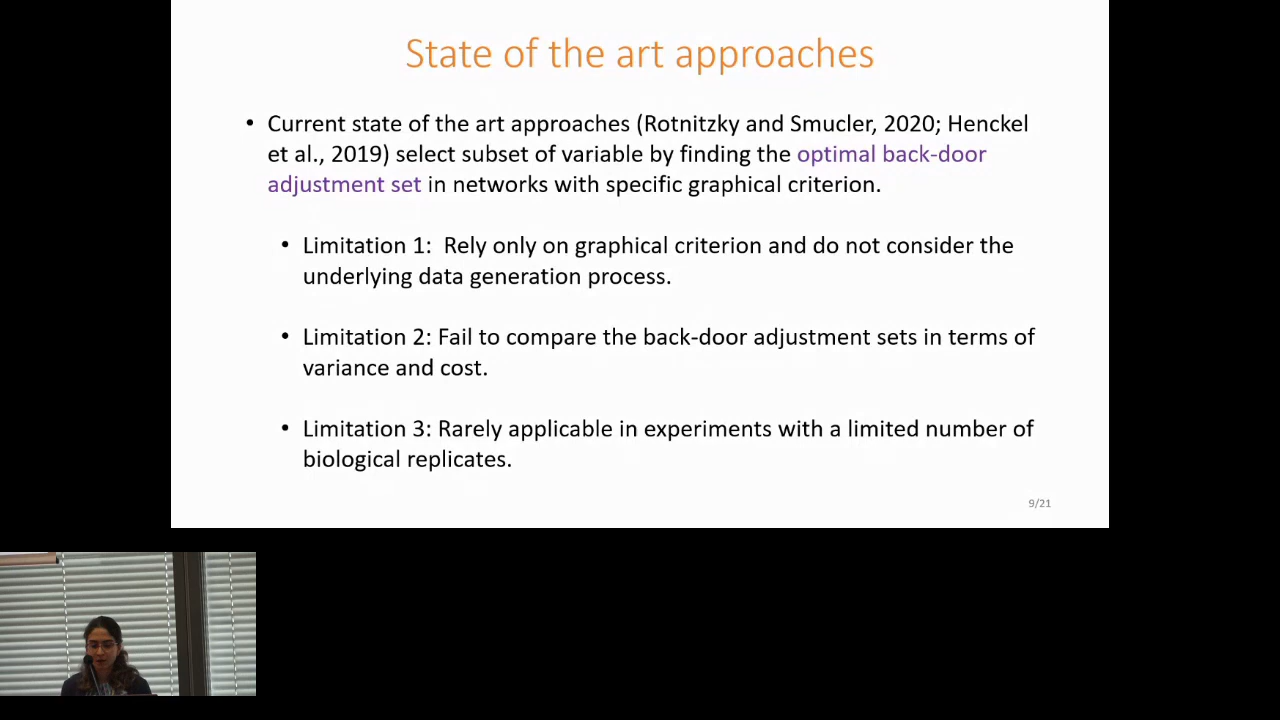 State of the art approaches
• Current state of the art approaches (Rotnitzky and Smucler, 2020; Henckel
et al., 2019) select subset of variable by finding the optimal back-door
adjustment set in networks with specific graphical criterion.
• Limitation 1: Rely only on graphical criterion and do not consider the
underlying data generation process.
• Limitation 2: Fail to compare the back-door adjustment sets in terms of
variance and cost.
• Limitation 3: Rarely applicable in experiments with a limited number of
biological replicates.
9/21